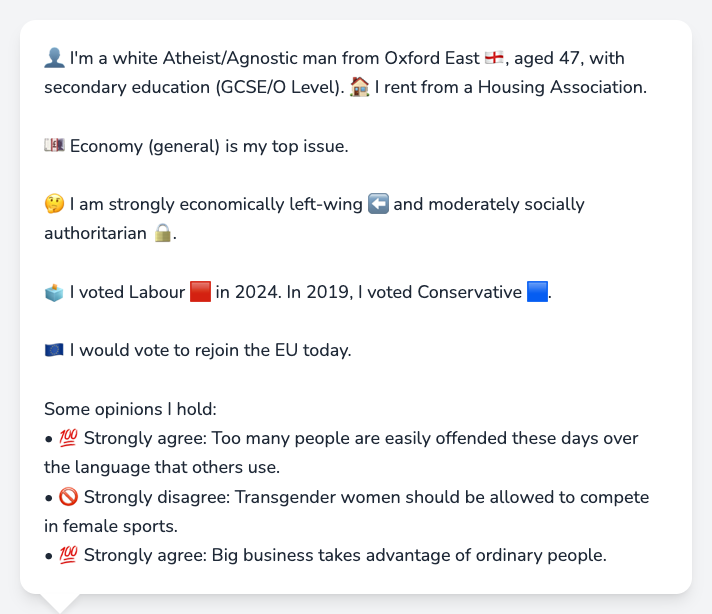 👤 I'm a white Atheist/Agnostic man from Oxford East 🏴󠁧󠁢󠁥󠁮󠁧󠁿, aged 47, with
secondary education (GCSE/O Level). 🏠 I rent from a Housing Association.
💷 Economy (general) is my top issue.
🤔 I am strongly economically left-wing ⬅️ and moderately socially
authoritarian 🔒.
🗳️ I voted Labour 🟥 in 2024. In 2019, I voted Conservative 🟦.
🇪🇺 I would vote to rejoin the EU today.
Some opinions I hold:
• 💯 Strongly agree: Too many people are easily offended these days over
the language that others use.
• 🚫 Strongly disagree: Transgender women should be allowed to compete
in female sports.
• 💯 Strongly agree: Big business takes advantage of ordinary people.